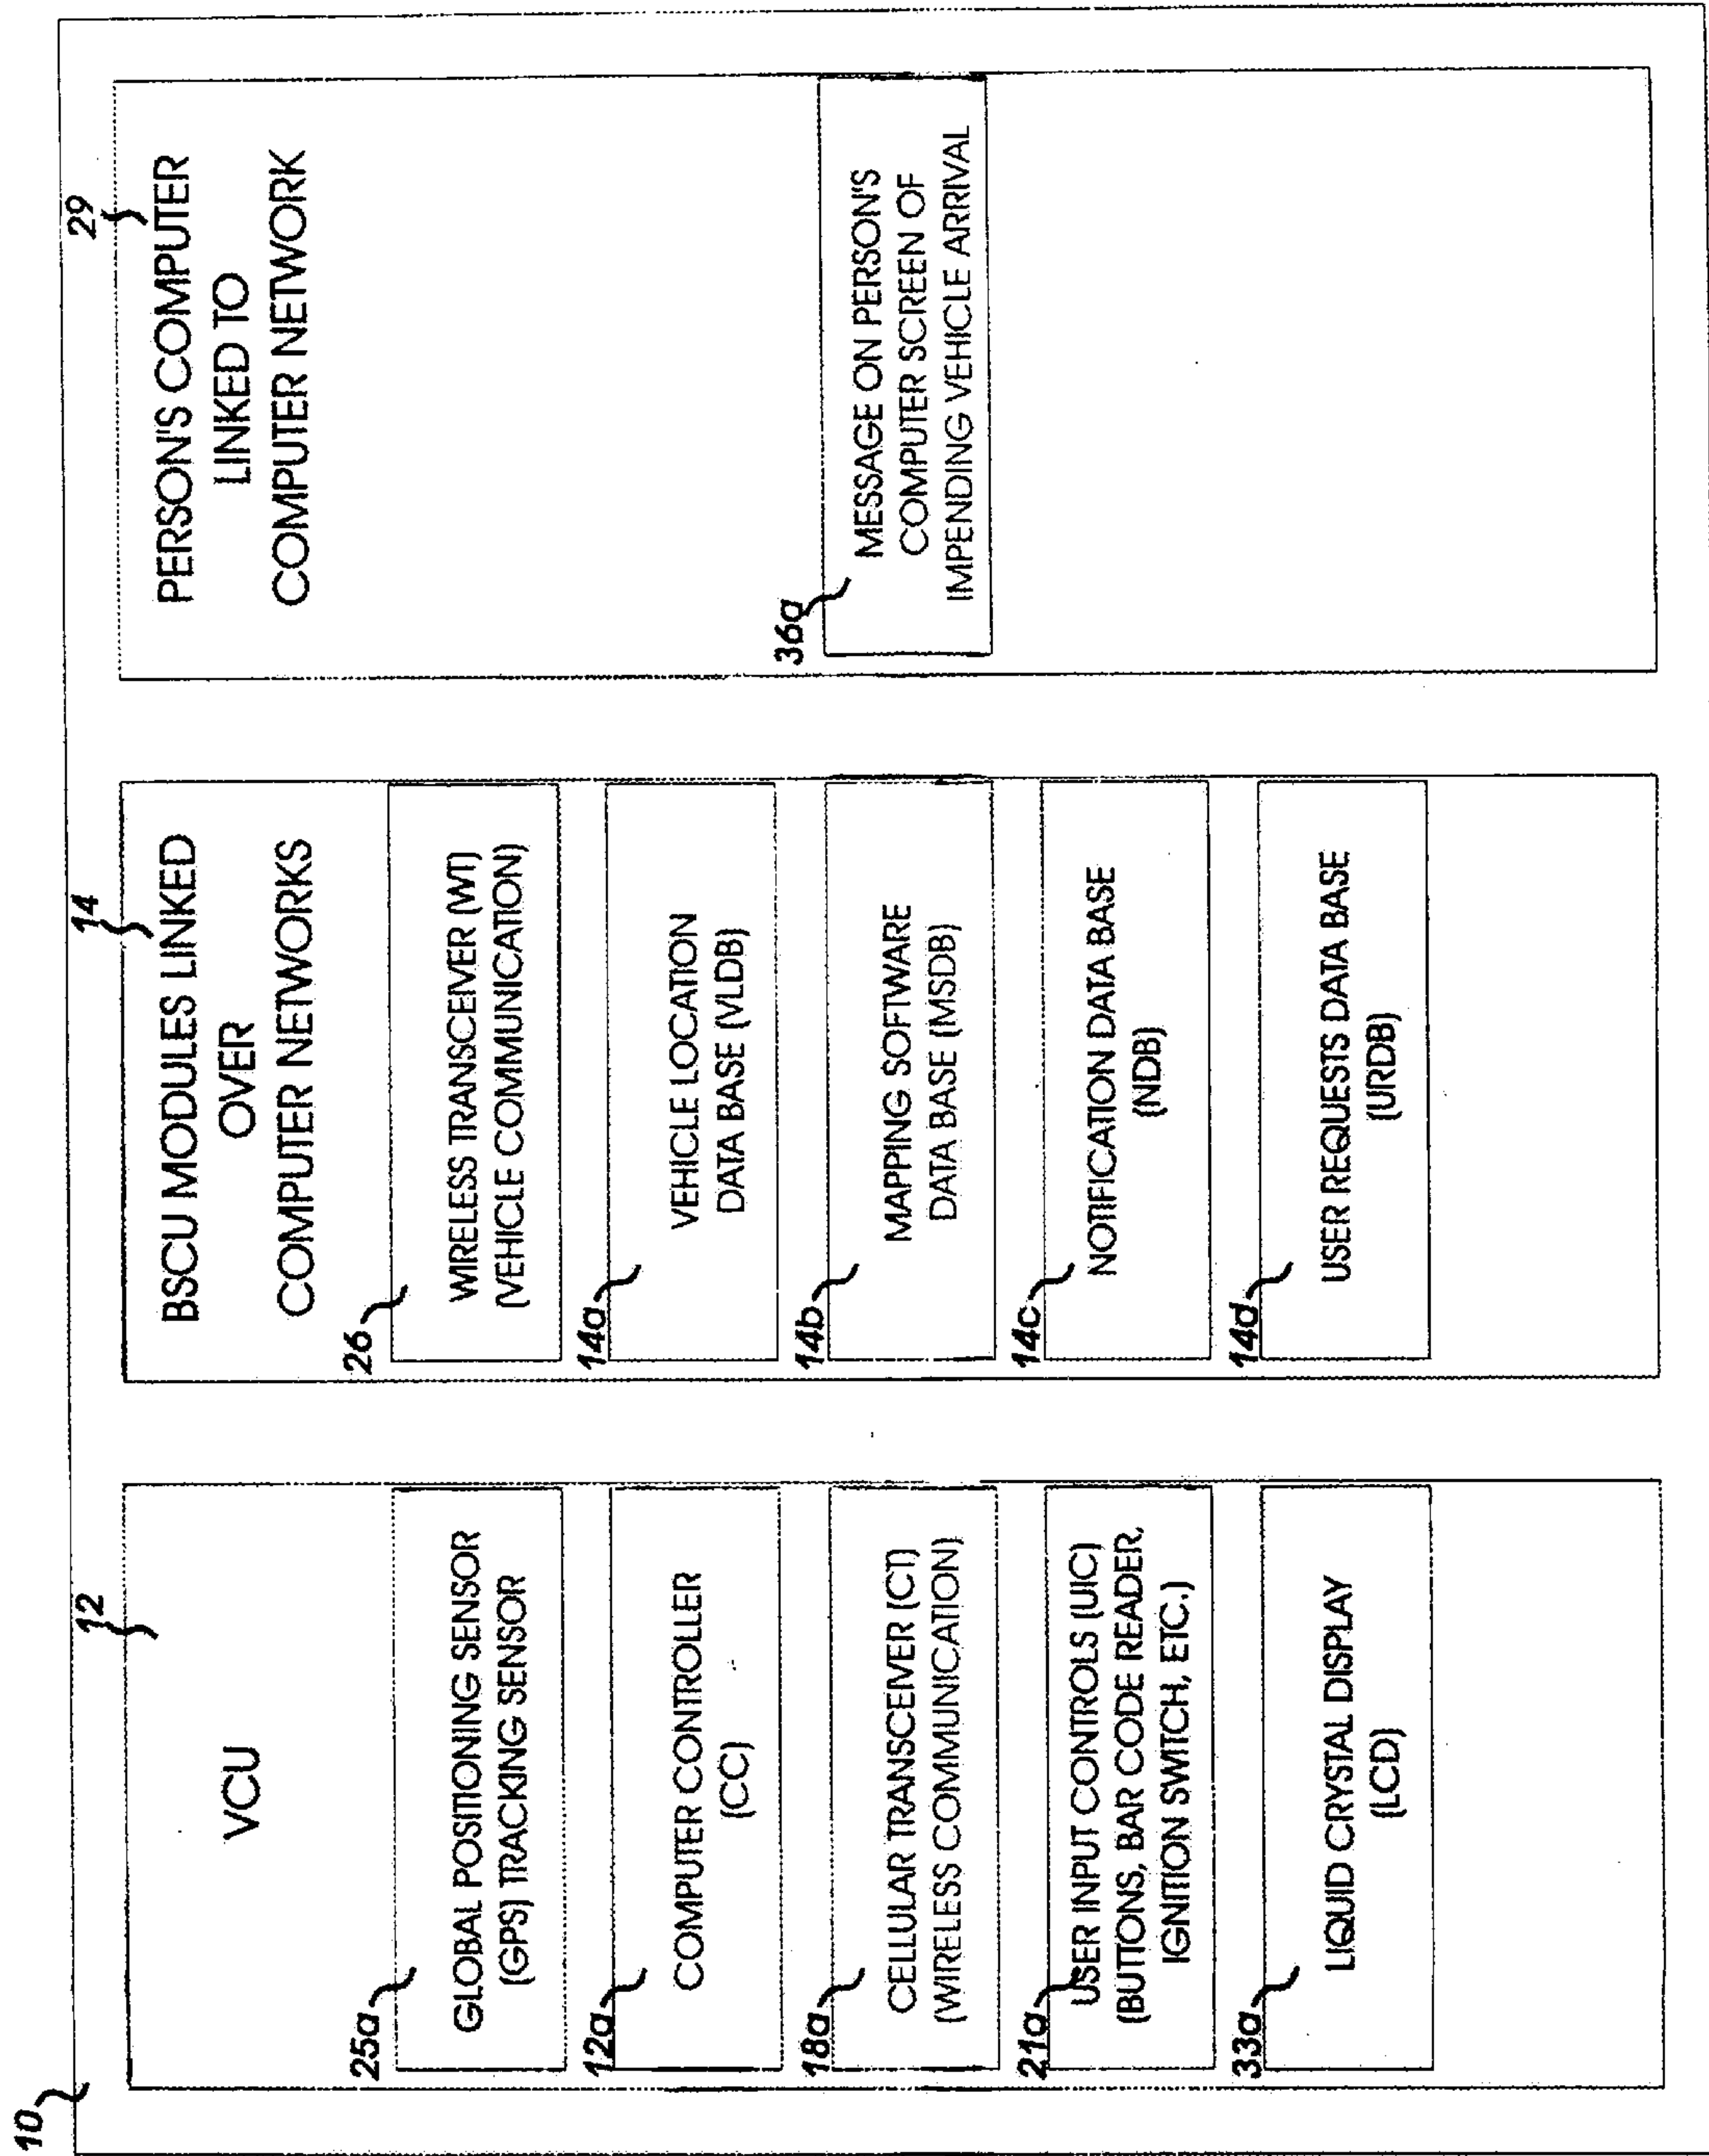 10
12
VCU
25a
GLOBAL POSITIONING SENSOR
(GPS) TRACKING SENSOR
12a
COMPUTER CONTROLLER
(CC)
18a
CELLULAR TRANSCEIVER (CT)
(WIRELESS COMMUNICATION)
21a
USER INPUT CONTROLS (UIC)
(BUTTONS, BAR CODE READER,
IGNITION SWITCH, ETC.)
33a
LIQUID CRYSTAL DISPLAY
(LCD)
14
BSCU MODULES LINKED
OVER
COMPUTER NETWORKS
26
WIRELESS TRANSCEIVER (WT)
(VEHICLE COMMUNICATION)
14a
VEHICLE LOCATION
DATA BASE (VLDB)
14b
MAPPING SOFTWARE
DATA BASE (MSDB)
14c
NOTIFICATION DATA BASE
(NDB)
14d
USER REQUESTS DATA BASE
(URDB)
29
PERSON'S COMPUTER
LINKED TO
COMPUTER NETWORK
36a
MESSAGE ON PERSON'S
COMPUTER SCREEN OF
IMPENDING VEHICLE ARRIVAL